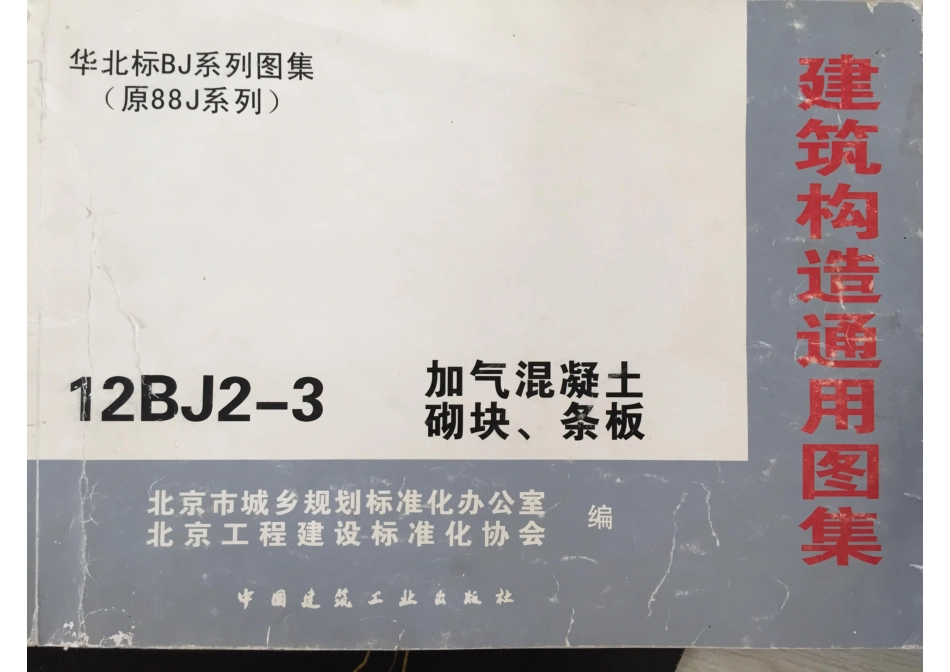 华北标BJ系列图集
（原88J系列）
12BJ2-3
加气混凝土
砌块、条板
北京市城乡规划标准化办公室
北京工程建设标准化协会
编
中国建筑工业出版社
建筑构造通用图集